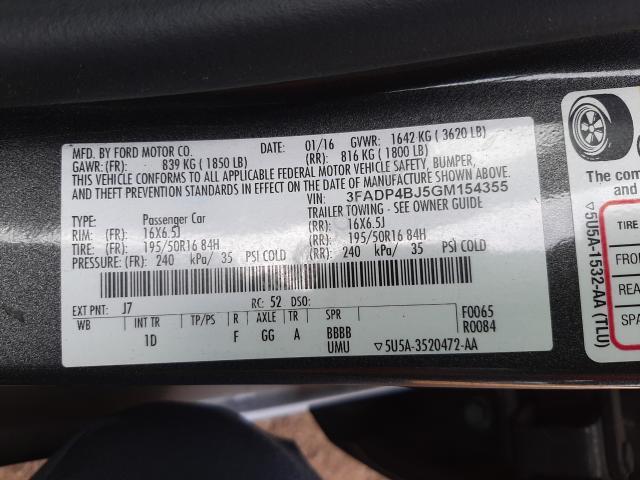 MFD. BY FORD MOTOR CO.
DATE: 01/16 GVWR: 1642 KG ( 3620 LB)
GAWR:(FR): 839 KG ( 1850 LB) (RR): 816 KG ( 1800 LB)
THIS VEHICLE CONFORMS TO ALL APPLICABLE FEDERAL MOTOR VEHICLE SAFETY, BUMPER,
AND THEFT PREVENTION STANDARDS IN EFFECT ON THE DATE OF MANUFACTURE SHOWN ABOVE.
VIN: 3FADP4BJ5GM154355
TYPE: Passenger Car TRAILER TOWING - SEE OWNER GUIDE
RIM: (FR): 16X6.5J (RR): 16X6.5J
TIRE: (FR): 195/50R16 84H (RR): 195/50R16 84H
PRESSURE: (FR): 240 kPa/ 35 PSI COLD (RR): 240 kPa/ 35 PSI COLD
EXT PNT: J7 RC: 52 DSO:
WB INT TR TP/PS R AXLE TR SPR F0065
1D F GG A BBBB R0084
UMU ▽5U5A-3520472-AA
The com
a
▽5U5A-1532-AA (TLU)
TIRE
FRO
REA
SPA